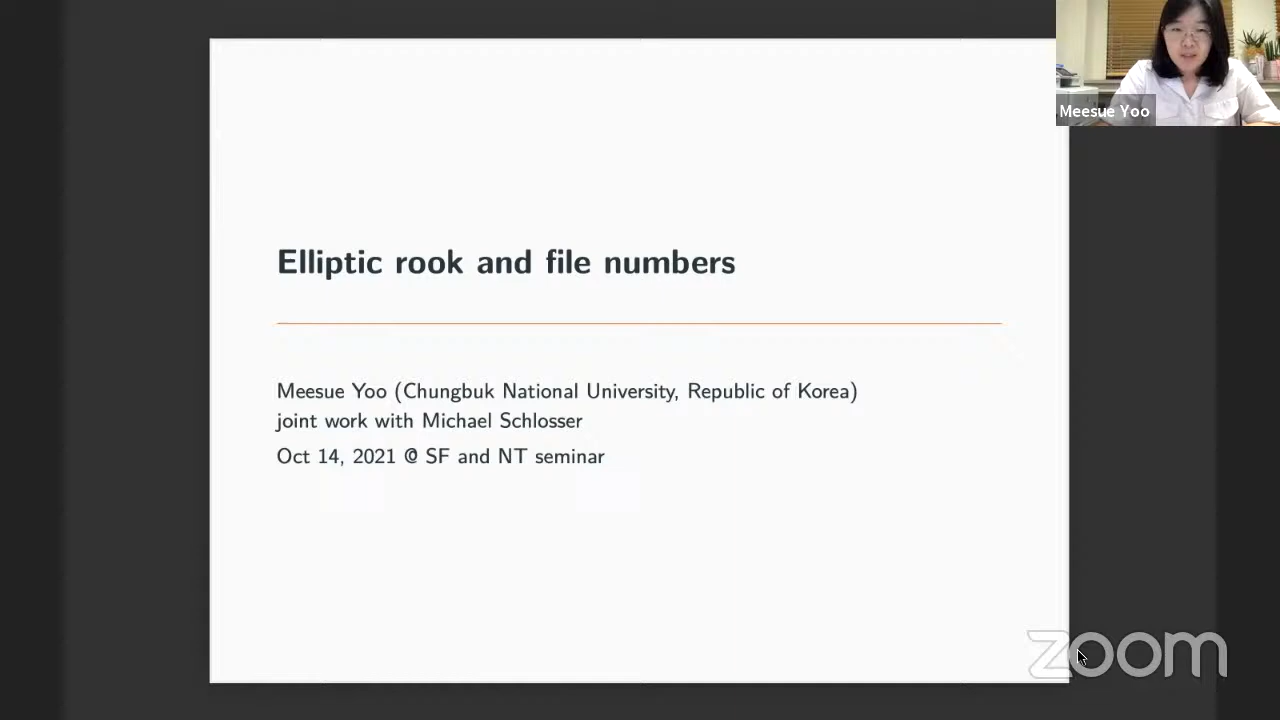 Meesue Yoo
Elliptic rook and file numbers
Meesue Yoo (Chungbuk National University, Republic of Korea)
joint work with Michael Schlosser
Oct 14, 2021 @ SF and NT seminar
zoom